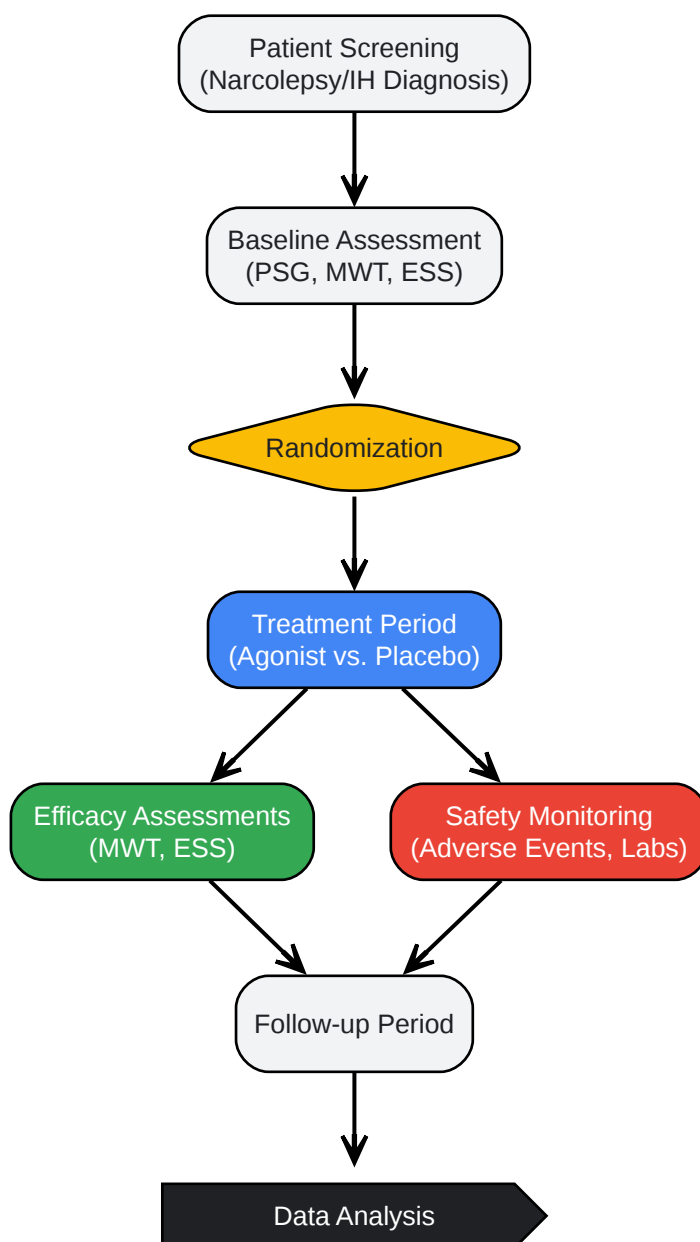 Patient Screening
(Narcolepsy/IH Diagnosis)
Baseline Assessment
(PSG, MWT, ESS)
Randomization
Treatment Period
(Agonist vs. Placebo)
Efficacy Assessments
(MWT, ESS)
Safety Monitoring
(Adverse Events, Labs)
Follow-up Period
Data Analysis